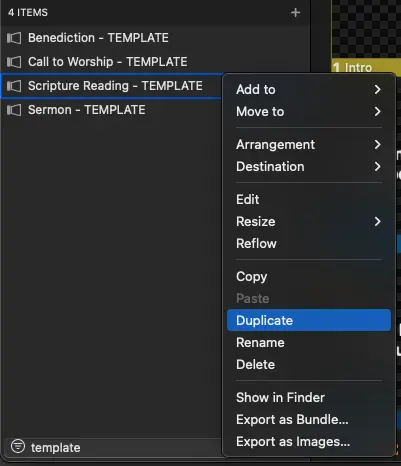 4 ITEMS
+
Benediction - TEMPLATE
Call to Worship - TEMPLATE
Scripture Reading - TEMPLATE
Sermon - TEMPLATE
1 Intro
Add to
Move to
Arrangement
Destination
Edit
Resize
Reflow
Copy
Paste
Duplicate
Rename
Delete
Show in Finder
Export as Bundle...
Export as Images...
template